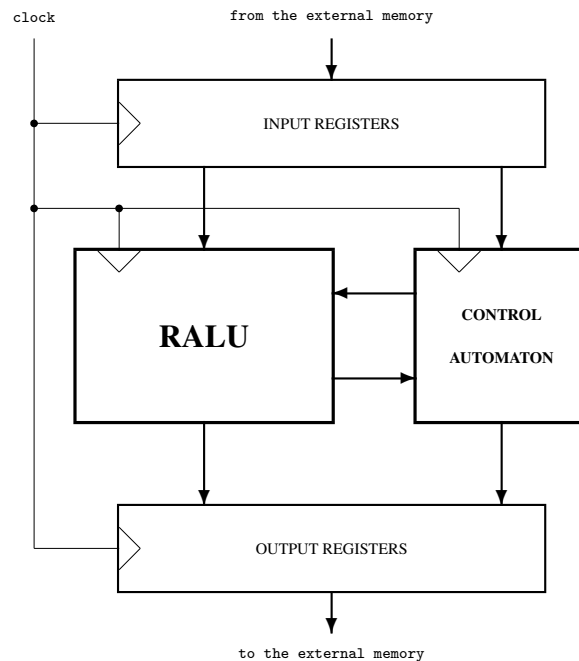 clock
from the external memory
INPUT REGISTERS
RALU
CONTROL
AUTOMATON
OUTPUT REGISTERS
to the external memory